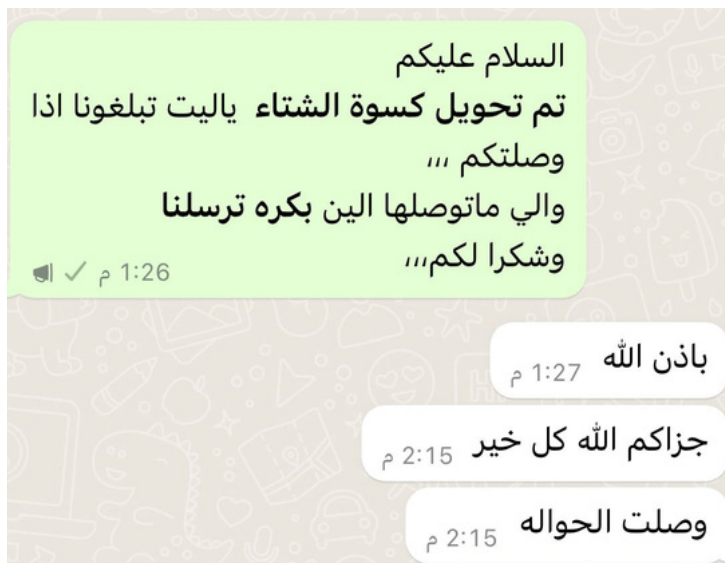 السلام عليكم
تم تحويل كسوة الشتاء ياليت تبلغونا اذا
وصلتكم ،،،
والي ماتوصلها الين بكره ترسلنا
وشكرا لكم،،،
1:26 م
باذن الله 1:27 م
جزاكم الله كل خير 2:15 م
وصلت الحواله 2:15 م